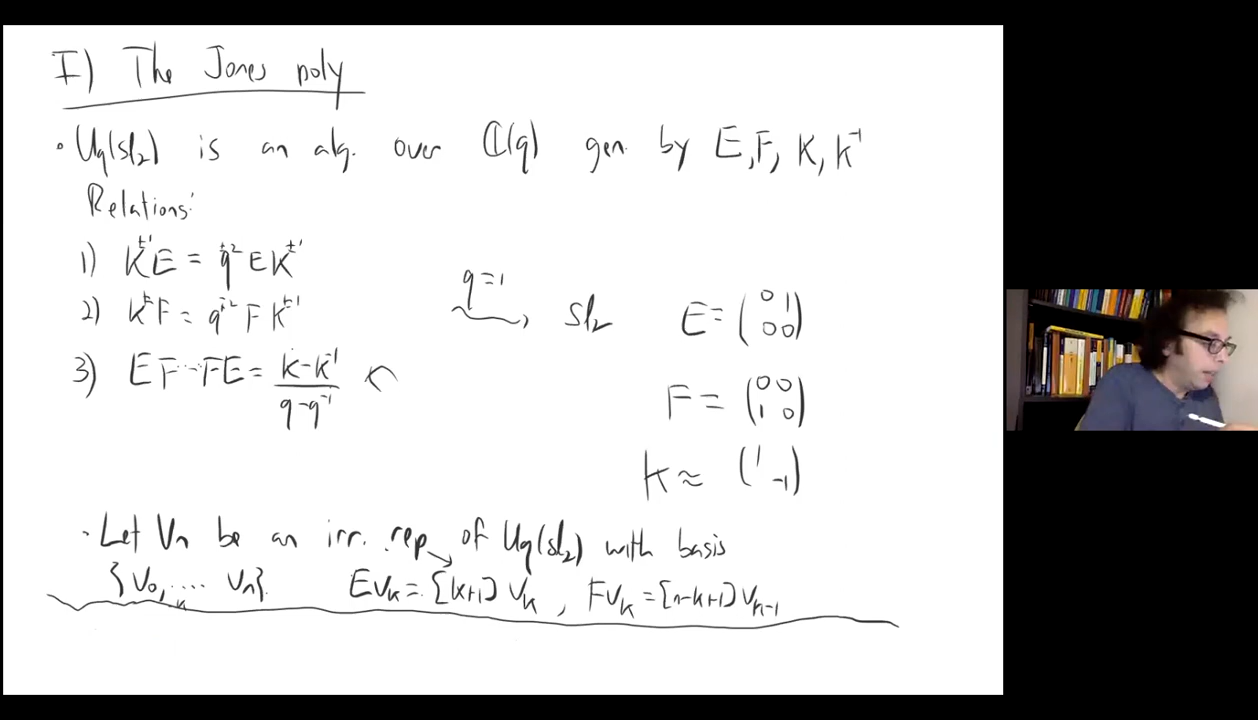 I) The Jones poly
• Uq(sl₂) is an alg. over ℂ(q) gen. by E, F, K, K⁻¹
Relations:
1) K^{±1}E = q^{±2} E K^{±1}
2) K^{±}F = q^{∓2} F K^{±1}
3) EF - FE = \frac{K-K⁻¹}{q-q⁻¹}
q=1
sl₂ E = (0 1 / 0 0)
F = (0 0 / 1 0)
K ≈ (1 / -1)
· Let Vn be an irr. rep of Uq(sl₂) with basis
{v₀, .... vn}. Evₖ = [k+1] vₖ, Fvₖ = [n-k+1] vₖ₋₁